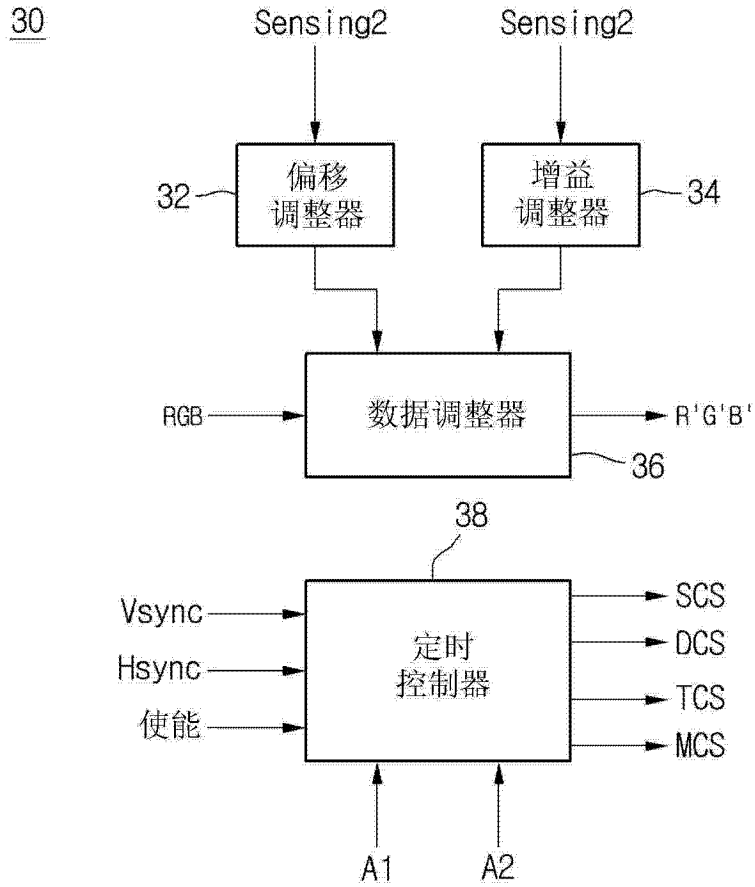 30
Sensing2
Sensing2
32
偏移
调整器
增益
调整器
34
RGB
数据调整器
R'G'B'
36
38
Vsync
Hsync
使能
定时
控制器
SCS
DCS
TCS
MCS
A1
A2